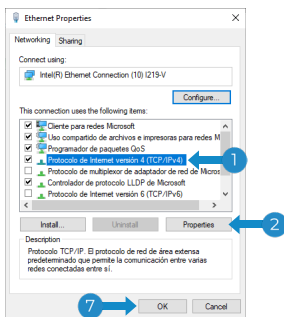 Ethernet Properties
Networking Sharing
Connect using:
Intel(R) Ethernet Connection (10) I219-V
Configure...
This connection uses the following items:
Cliente para redes Microsoft
Uso compartido de archivos e impresoras para redes M
Programador de paquetes QoS
Protocolo de Internet versión 4 (TCP/IPv4)
1
Protocolo de multiplexor de adaptador de red de Micros
Controlador de protocolo LLDP de Microsoft
Protocolo de Internet versión 6 (TCP/IPv6)
Install... Uninstall Properties
2
Description
Protocolo TCP/IP. El protocolo de red de área extensa
predeterminado que permite la comunicación entre varias
redes conectadas entre sí.
7
OK Cancel